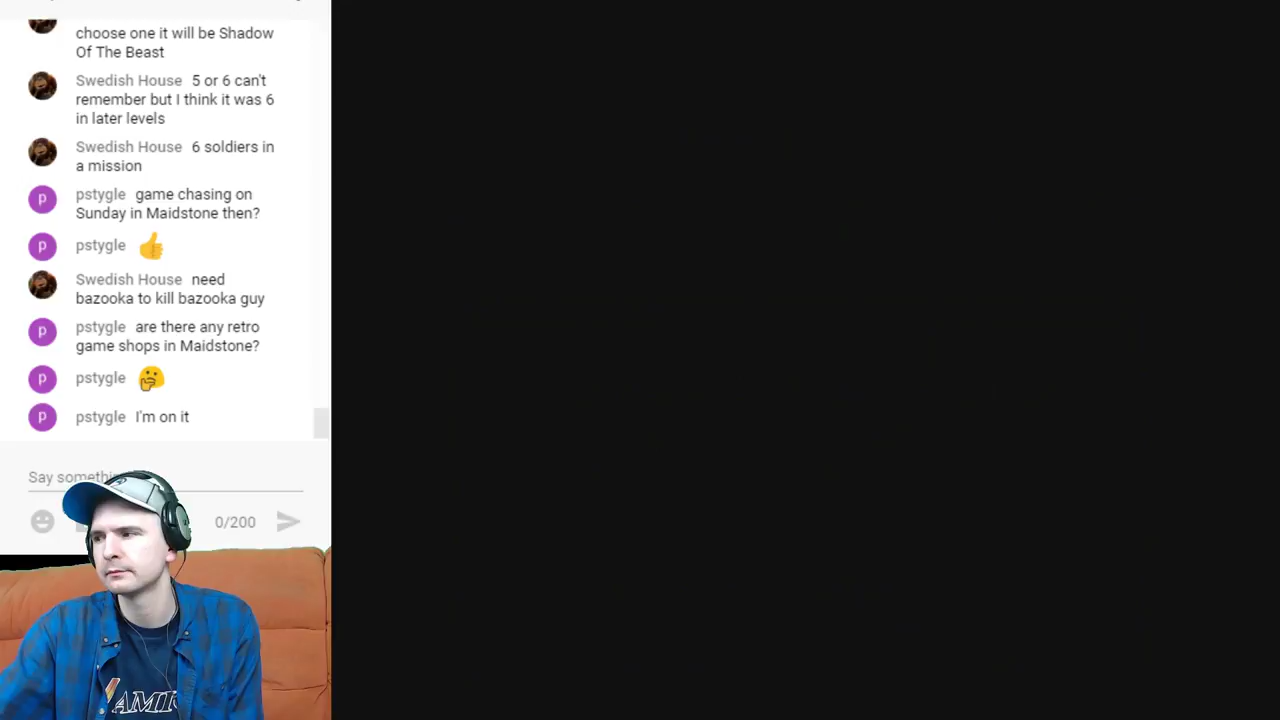 choose one it will be Shadow
Of The Beast
Swedish House 5 or 6 can't
remember but I think it was 6
in later levels
Swedish House 6 soldiers in
a mission
P pstygle game chasing on
Sunday in Maidstone then?
P pstygle 👍
Swedish House need
bazooka to kill bazooka guy
P pstygle are there any retro
game shops in Maidstone?
P pstygle 🤔
P pstygle I'm on it
Say
0/200